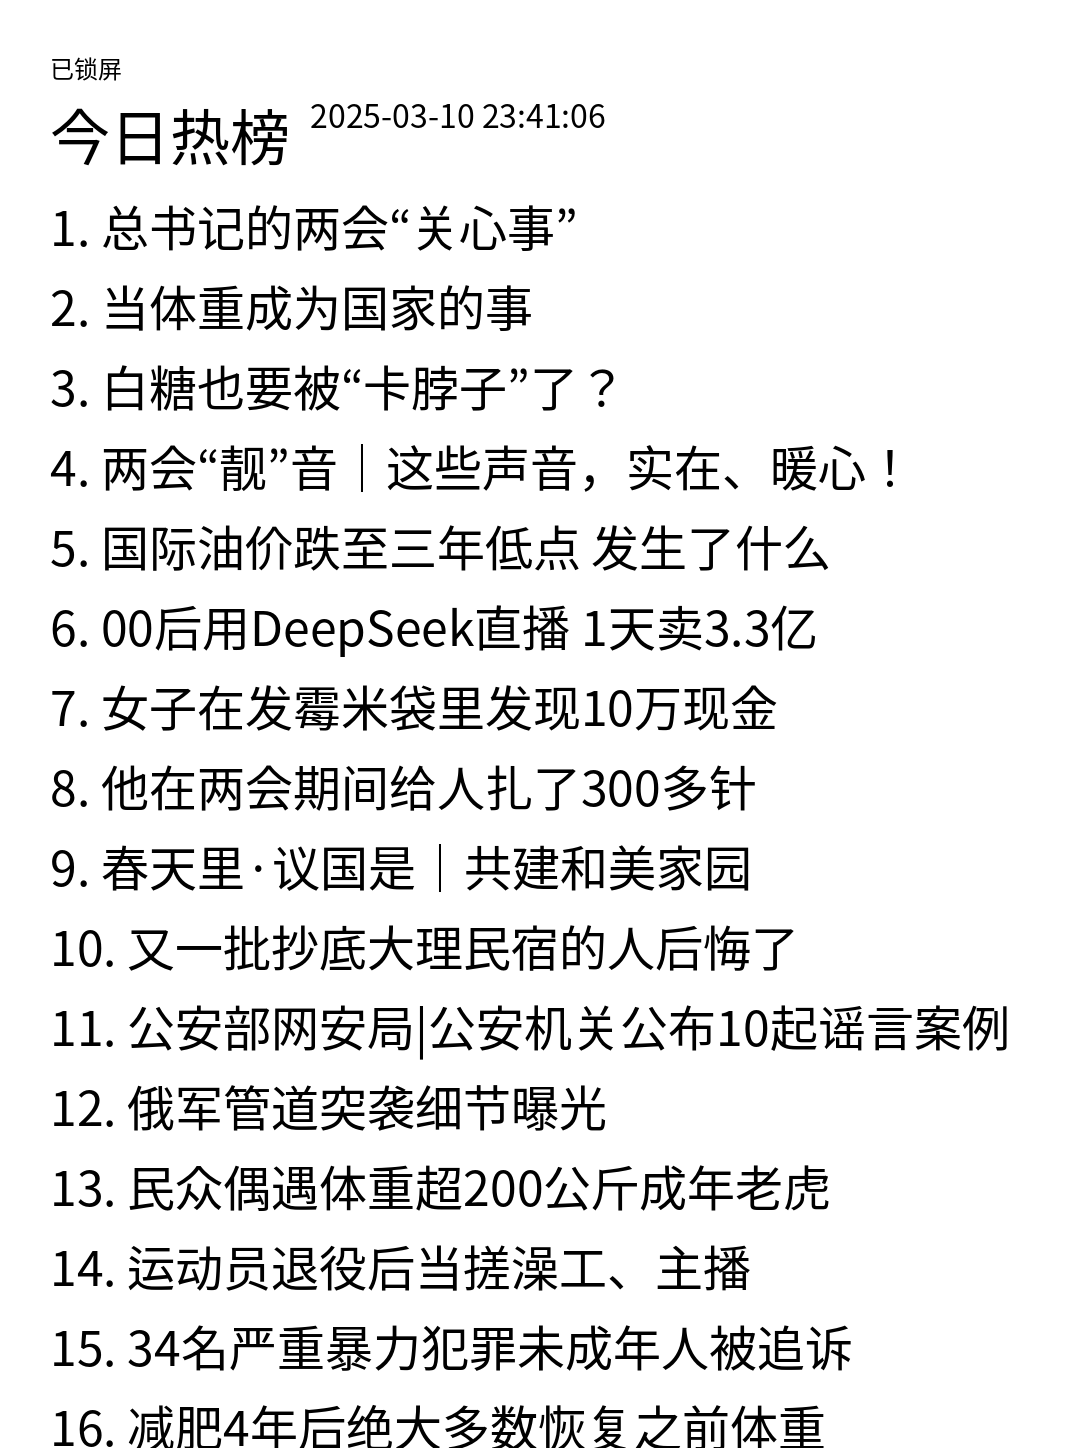 已锁屏
今日热榜 2025-03-10 23:41:06
1. 总书记的两会“关心事”
2. 当体重成为国家的事
3. 白糖也要被“卡脖子”了？
4. 两会“靓”音｜这些声音，实在、暖心！
5. 国际油价跌至三年低点 发生了什么
6. 00后用DeepSeek直播 1天卖3.3亿
7. 女子在发霉米袋里发现10万现金
8. 他在两会期间给人扎了300多针
9. 春天里·议国是｜共建和美家园
10. 又一批抄底大理民宿的人后悔了
11. 公安部网安局|公安机关公布10起谣言案例
12. 俄军管道突袭细节曝光
13. 民众偶遇体重超200公斤成年老虎
14. 运动员退役后当搓澡工、主播
15. 34名严重暴力犯罪未成年人被追诉
16. 减肥4年后绝大多数恢复之前体重